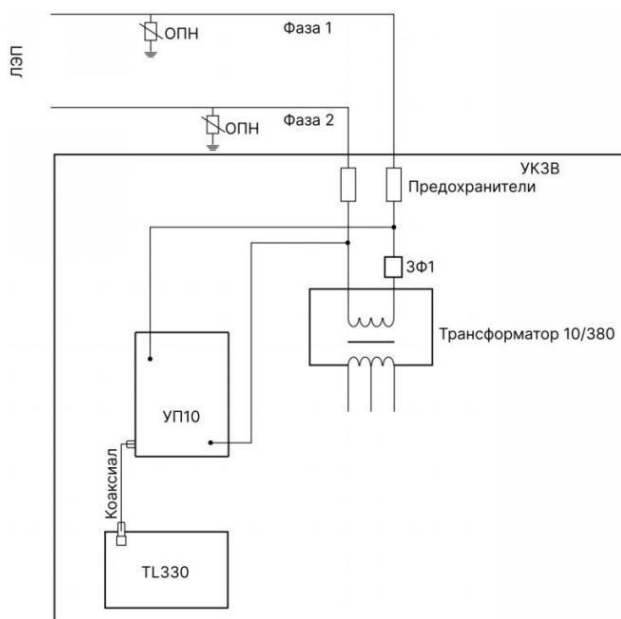 ЛЭП
ОПН
Фаза 1
ОПН
Фаза 2
УКЗВ
Предохранители
ЗФ1
Трансформатор 10/380
УП10
Коаксиал
TL330